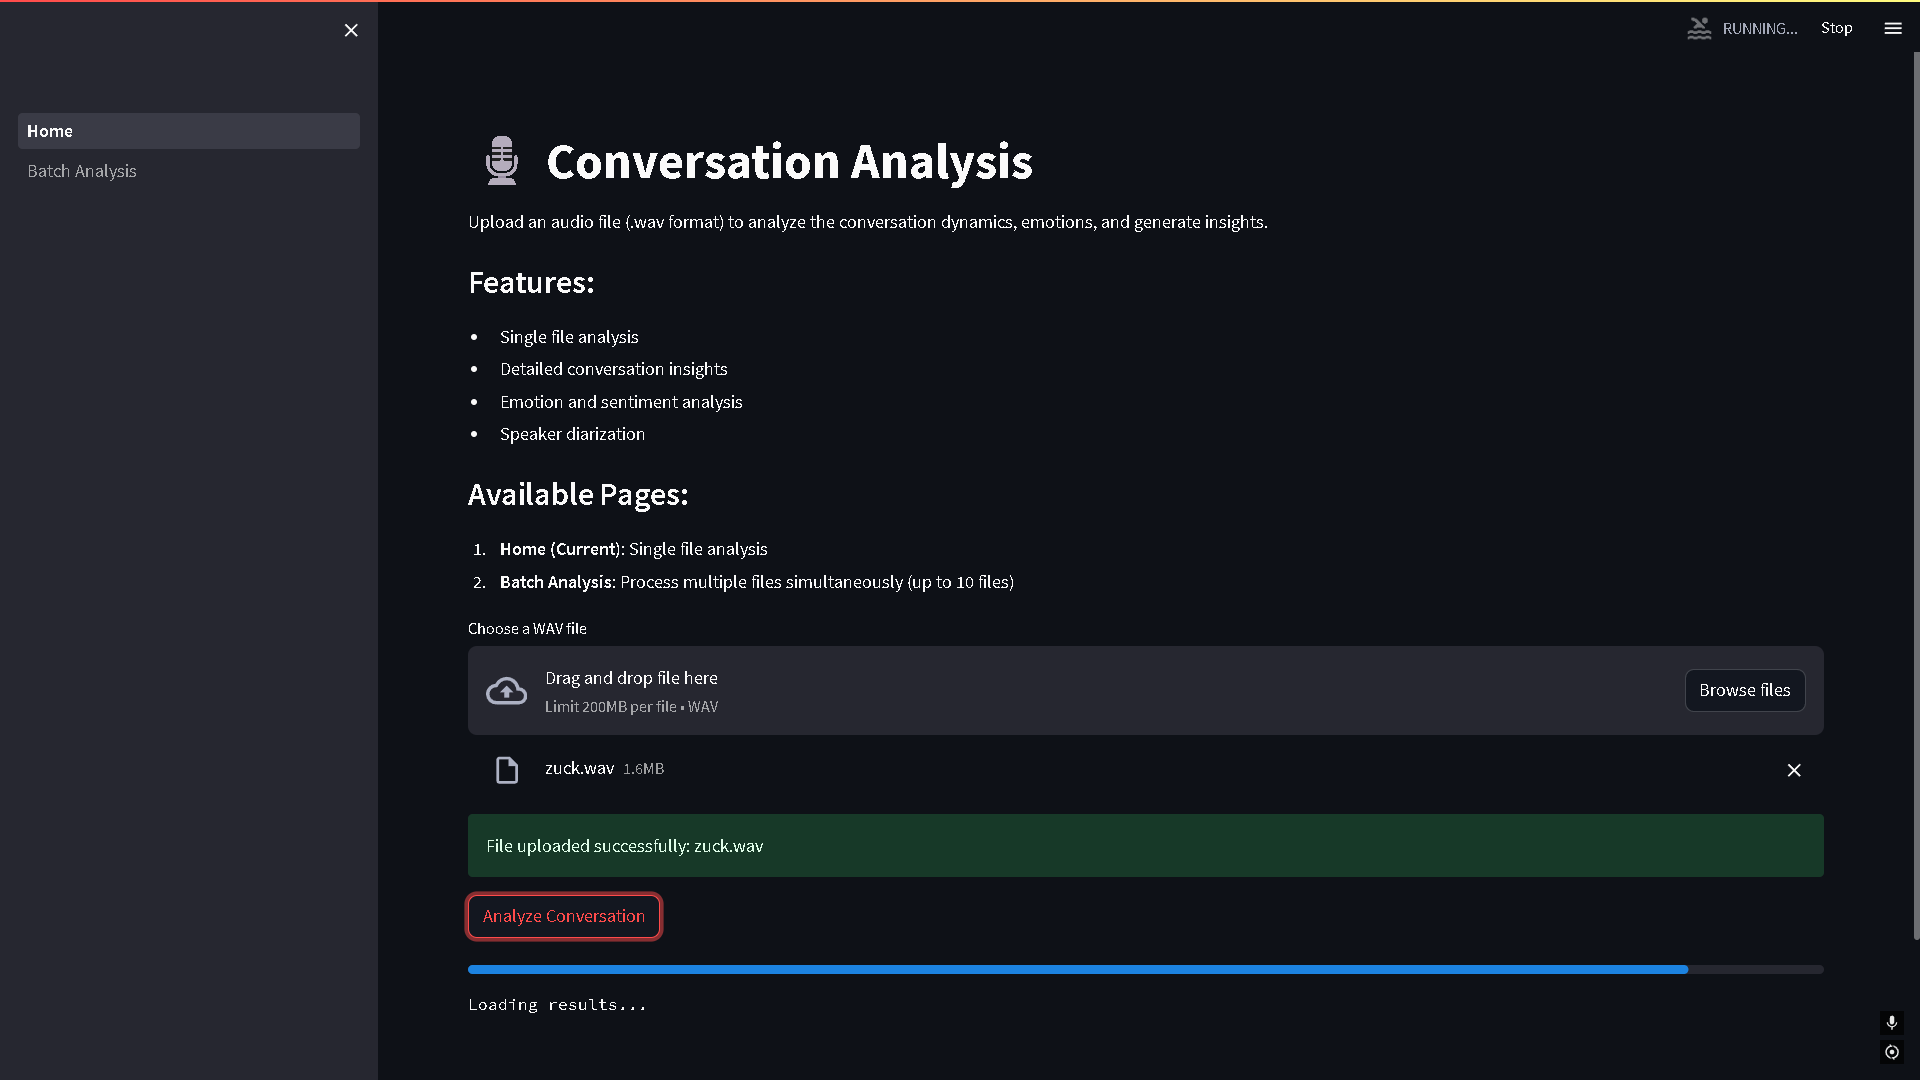 RUNNING...
Stop
Home
Batch Analysis
Conversation Analysis
Upload an audio file (.wav format) to analyze the conversation dynamics, emotions, and generate insights.
Features:
• Single file analysis
• Detailed conversation insights
• Emotion and sentiment analysis
• Speaker diarization
Available Pages:
1. Home (Current): Single file analysis
2. Batch Analysis: Process multiple files simultaneously (up to 10 files)
Choose a WAV file
Drag and drop file here
Limit 200MB per file • WAV
Browse files
zuck.wav 1.6MB
File uploaded successfully: zuck.wav
Analyze Conversation
Loading results...